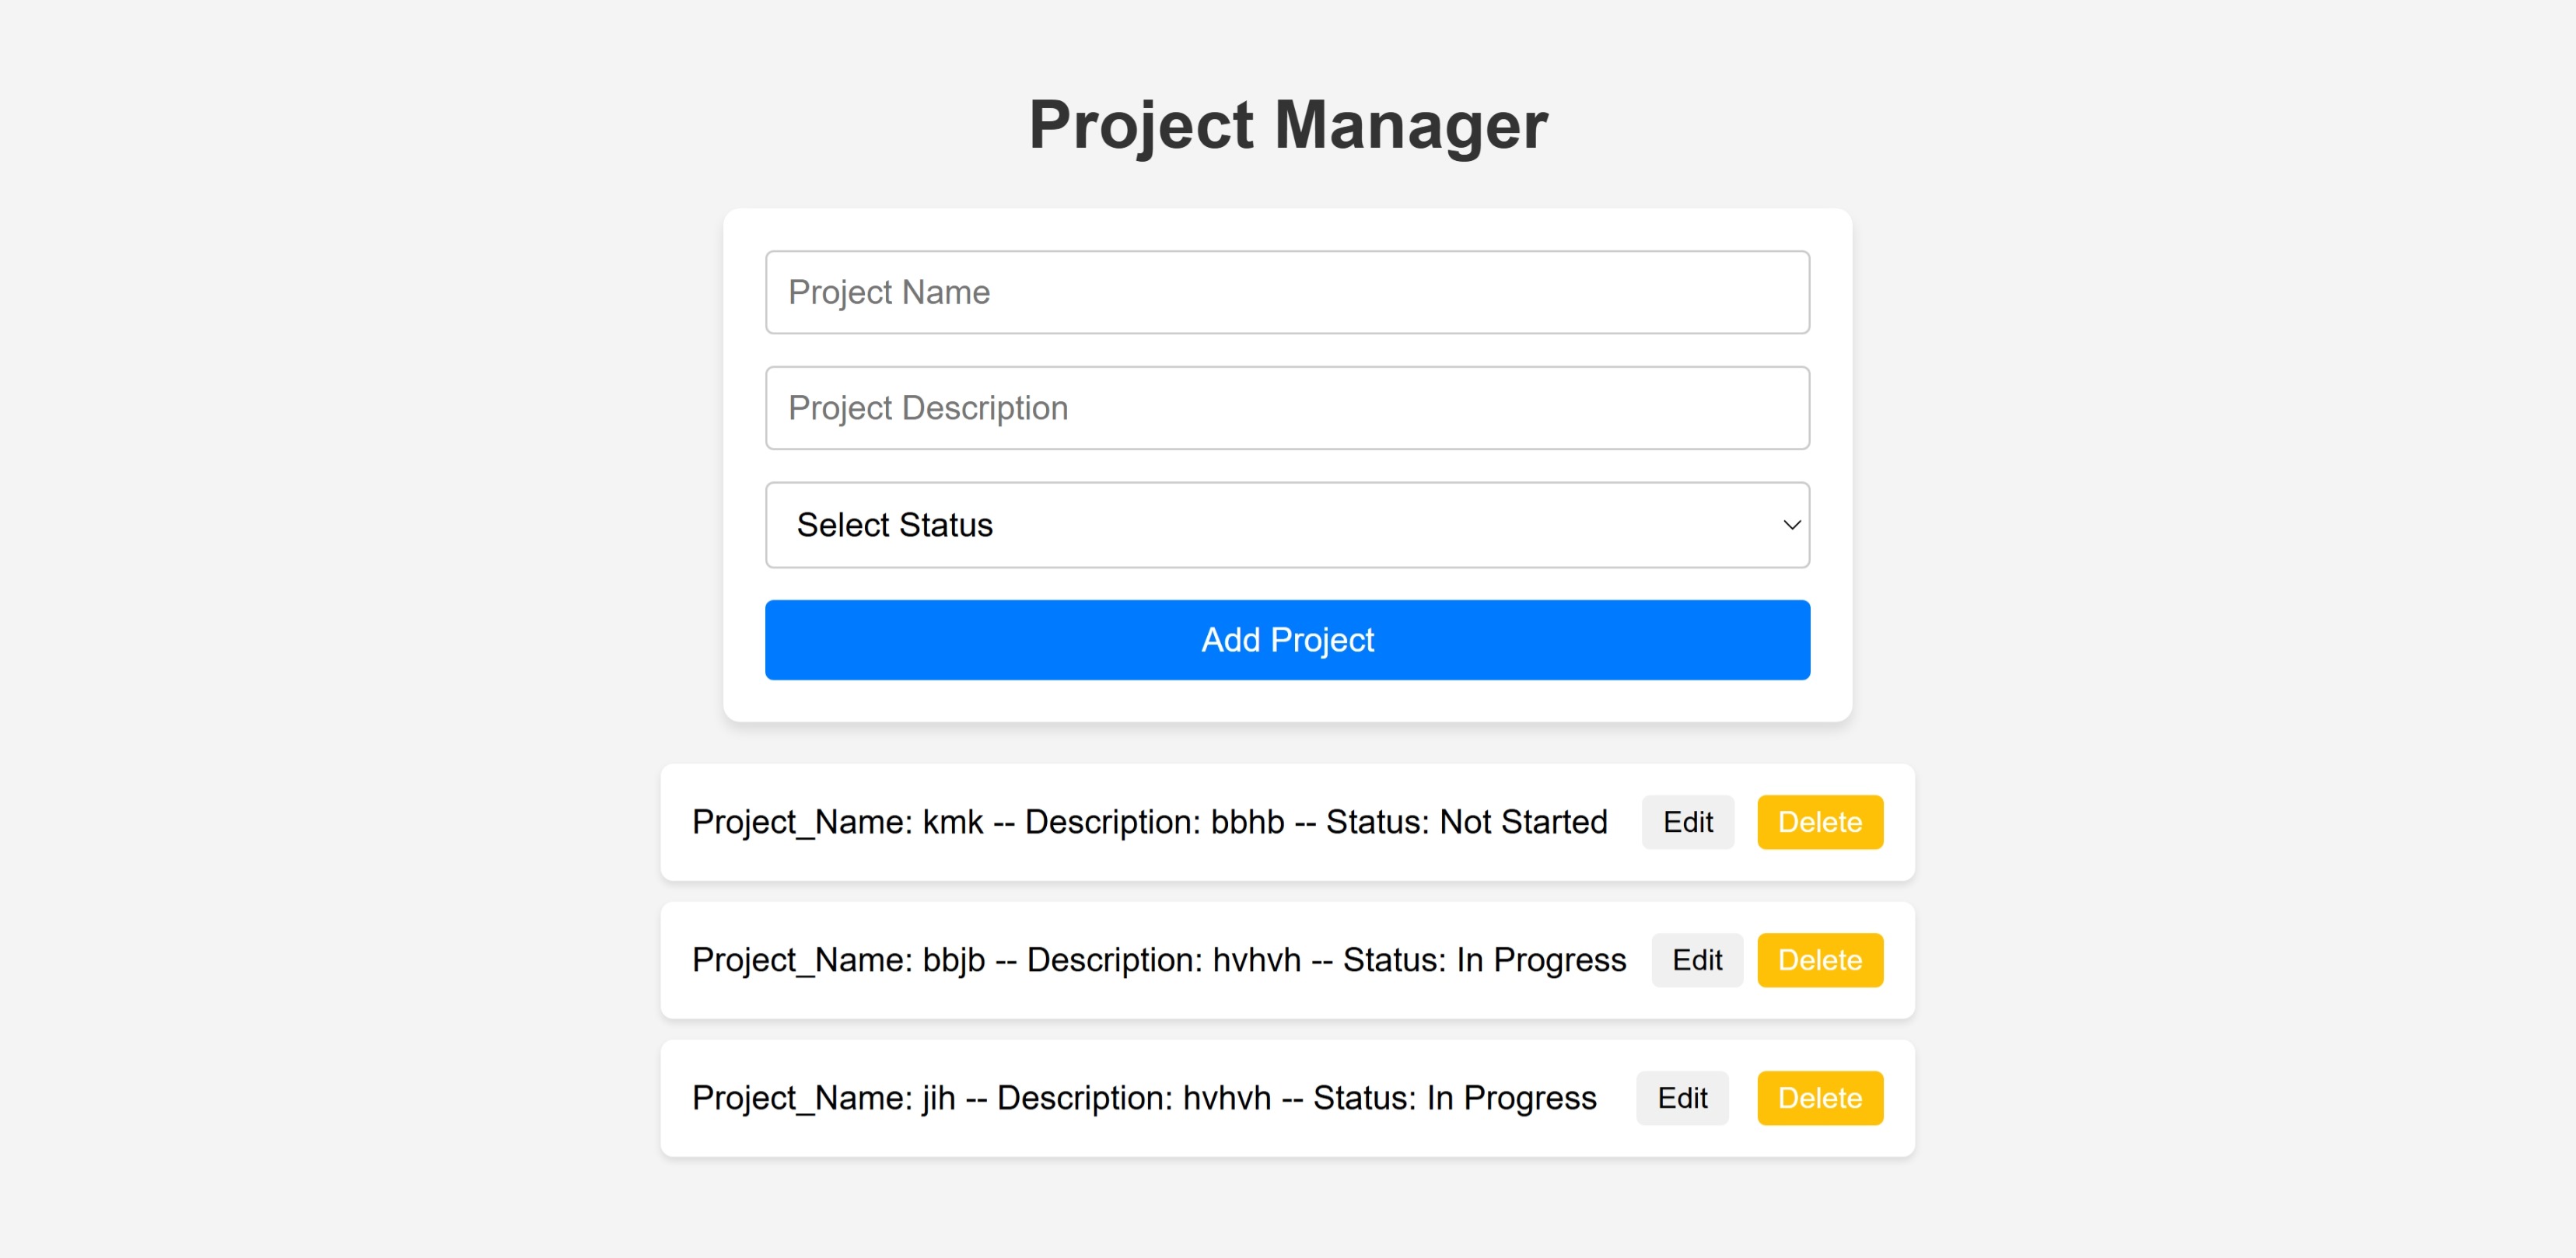 Project Manager
Project Name
Project Description
Select Status
Add Project
Project_Name: kmk -- Description: bbhb -- Status: Not Started Edit Delete
Project_Name: bbjb -- Description: hvhvh -- Status: In Progress Edit Delete
Project_Name: jih -- Description: hvhvh -- Status: In Progress Edit Delete